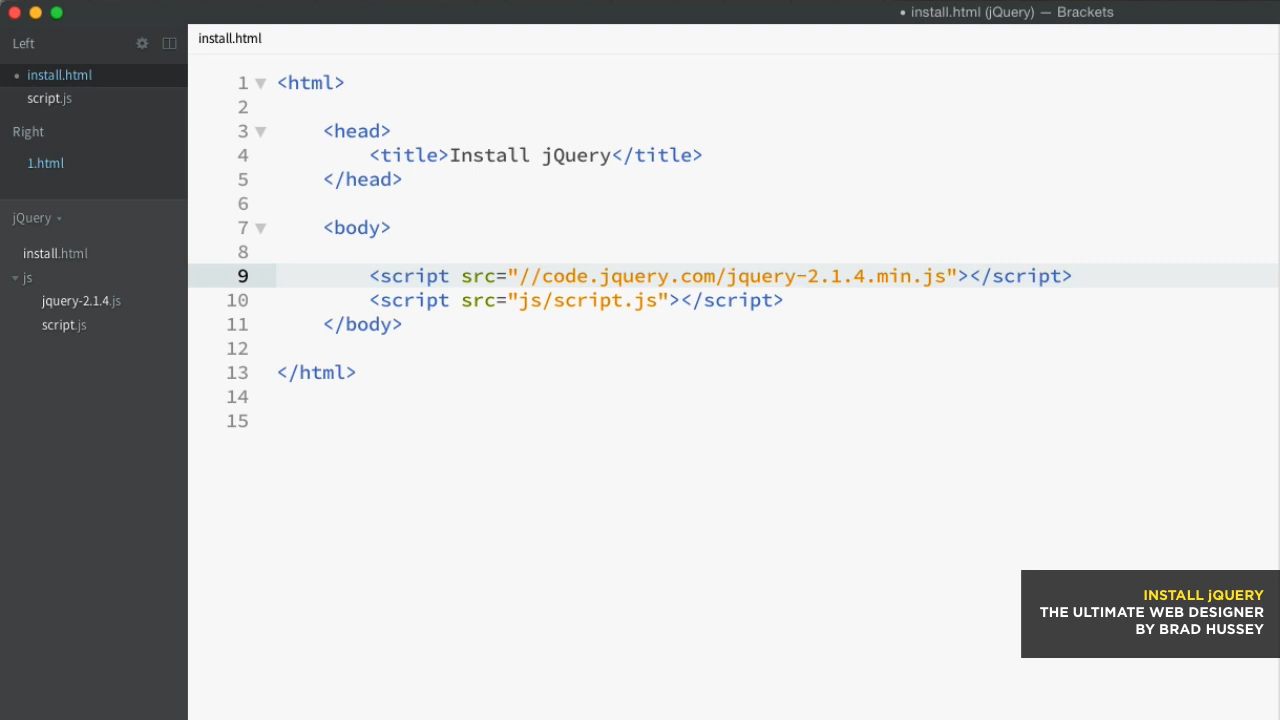 • install.html (jQuery) — Brackets
Left
• install.html
script.js
Right
1.html
jQuery
install.html
js
jquery-2.1.4.js
script.js
install.html
1 <html>
2
3 <head>
4 <title>Install jQuery</title>
5 </head>
6
7 <body>
8
9 <script src="//code.jquery.com/jquery-2.1.4.min.js"></script>
10 <script src="js/script.js"></script>
11 </body>
12
13 </html>
14
15
INSTALL jQUERY
THE ULTIMATE WEB DESIGNER
BY BRAD HUSSEY